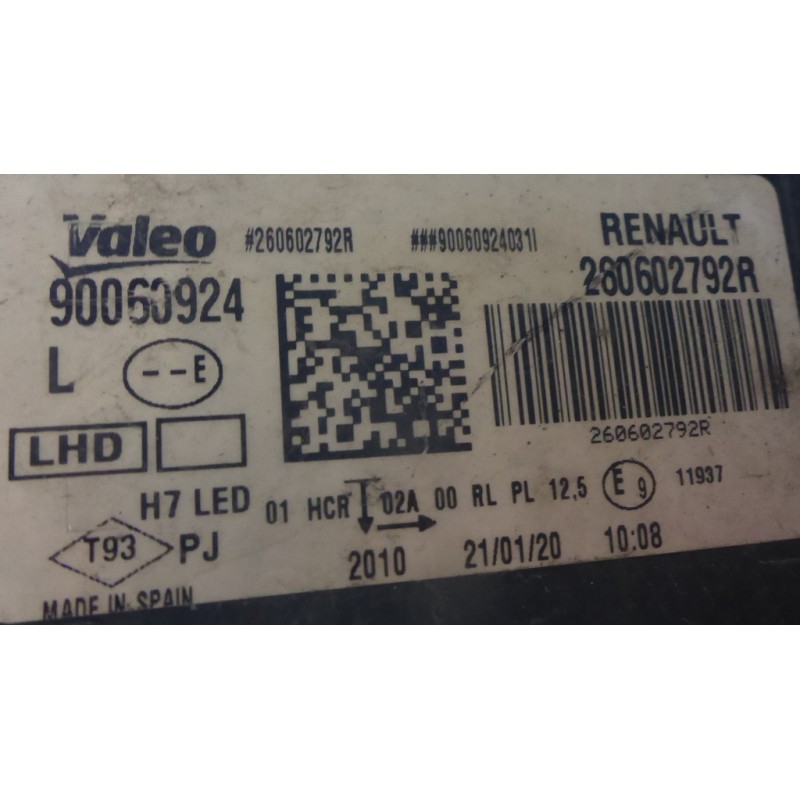 Valeo #260602792R ###90060924031I RENAULT
90060924 260602792R
L --E
LHD 260602792R
H7 LED 01 HCR 02A 00 RL PL 12,5 E9 11937
T93 PJ 2010 21/01/20 10:08
MADE IN SPAIN